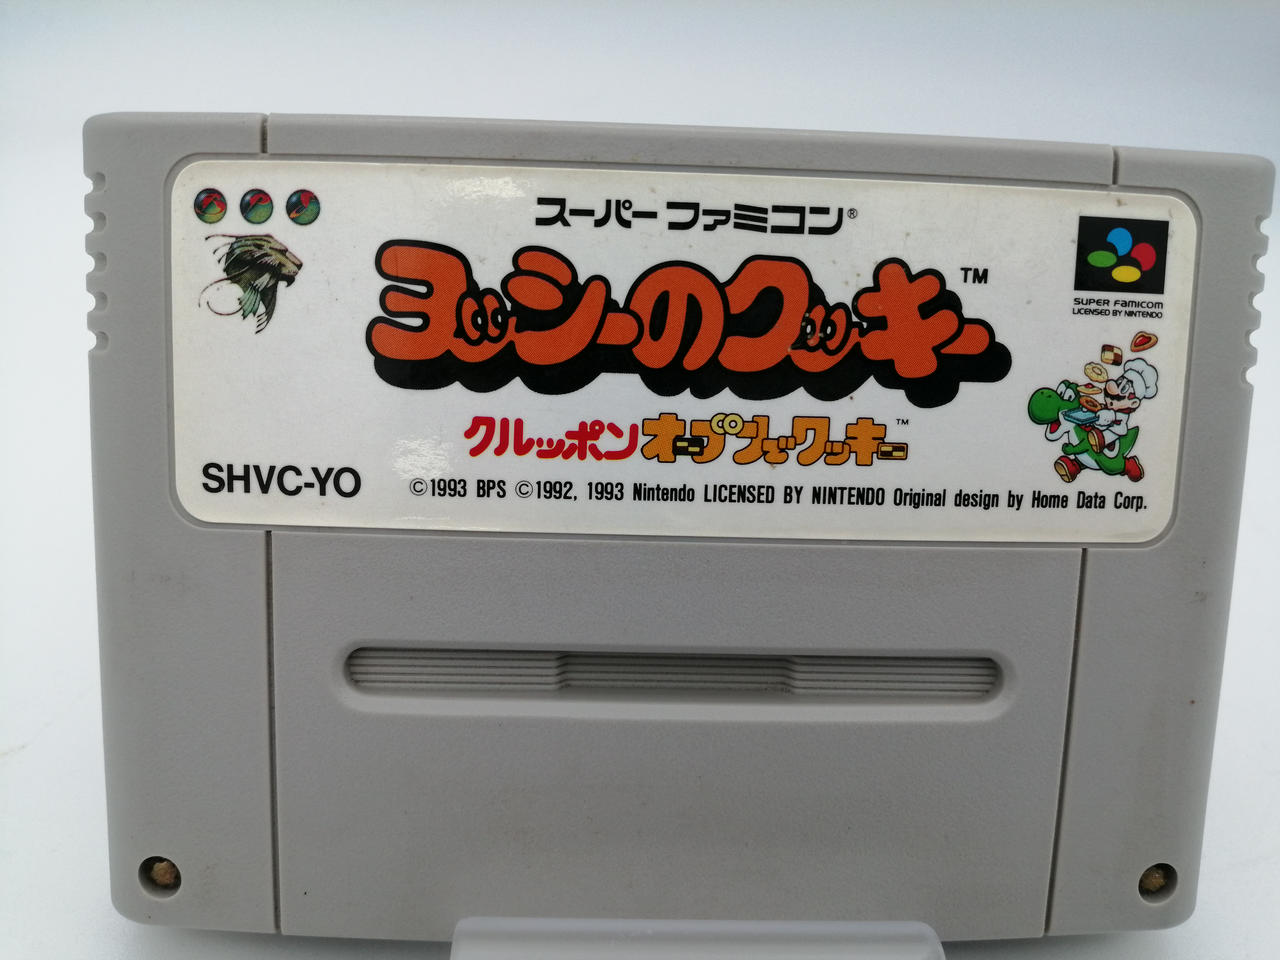 スーパーファミコン®
ヨッシーのクッキー™
SUPER FAMICOM
LICENSED BY NINTENDO
クルッポンオーブンでクッキー™
SHVC-YO
©1993 BPS ©1992, 1993 Nintendo LICENSED BY NINTENDO Original design by Home Data Corp.